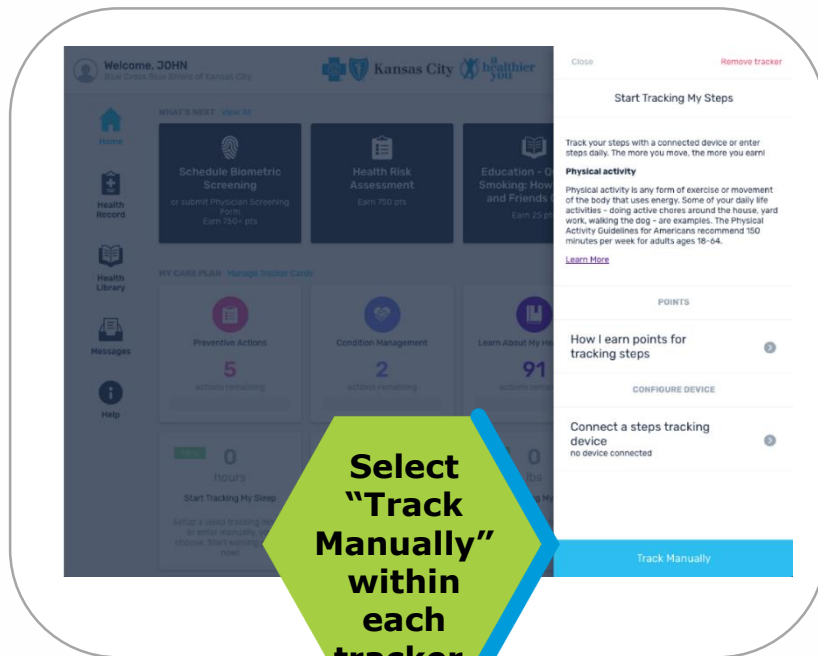 Welcome, JOHN
Blue Cross Blue Shield of Kansas City
Kansas City
a healthier you
Close
Remove tracker
Start Tracking My Steps
Home
Health Record
Health Library
Messages
Help
WHAT'S NEXT View All
Schedule Biometric
Screening
or submit Physician Screening
Form
Earn 750+ pts
Health Risk
Assessment
Earn 750 pts
Education - Q
Smoking: How
and Friends
Earn 25 pt
MY CARE PLAN Manage Tracker Cards
Preventive Actions
5
actions remaining
Condition Management
2
actions remaining
Learn About My He
91
actions rema
0
hours
Start Tracking My Sleep
0
lbs
Track your steps with a connected device or enter
steps daily. The more you move, the more you earn!
Physical activity
Physical activity is any form of exercise or movement
of the body that uses energy. Some of your daily life
activities - doing active chores around the house, yard
work, walking the dog - are examples. The Physical
Activity Guidelines for Americans recommend 150
minutes per week for adults ages 18-64.
Learn More
POINTS
How I earn points for
tracking steps
CONFIGURE DEVICE
Connect a steps tracking
device
no device connected
Track Manually
Select
“Track
Manually”
within
each
tracker